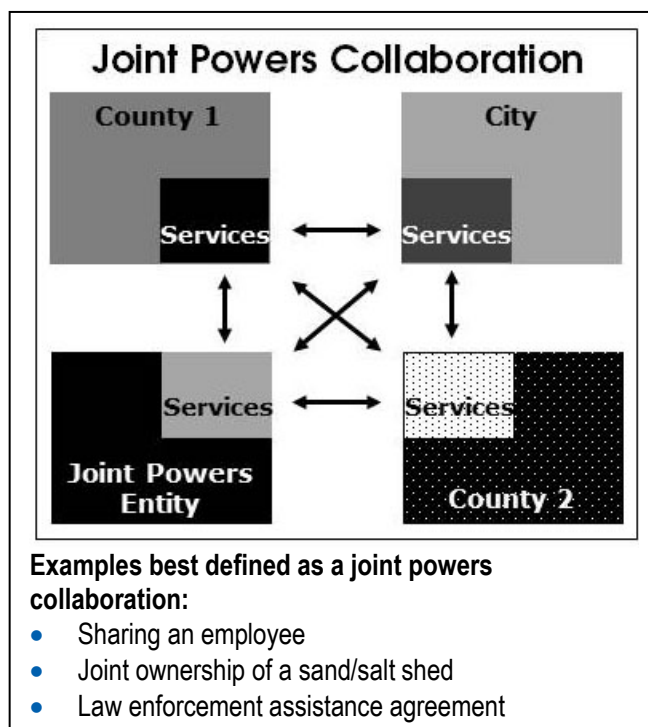 Joint Powers Collaboration
County 1
City
Services
Services
Services
Services
Joint Powers
Entity
County 2
Examples best defined as a joint powers
collaboration:
• Sharing an employee
• Joint ownership of a sand/salt shed
• Law enforcement assistance agreement